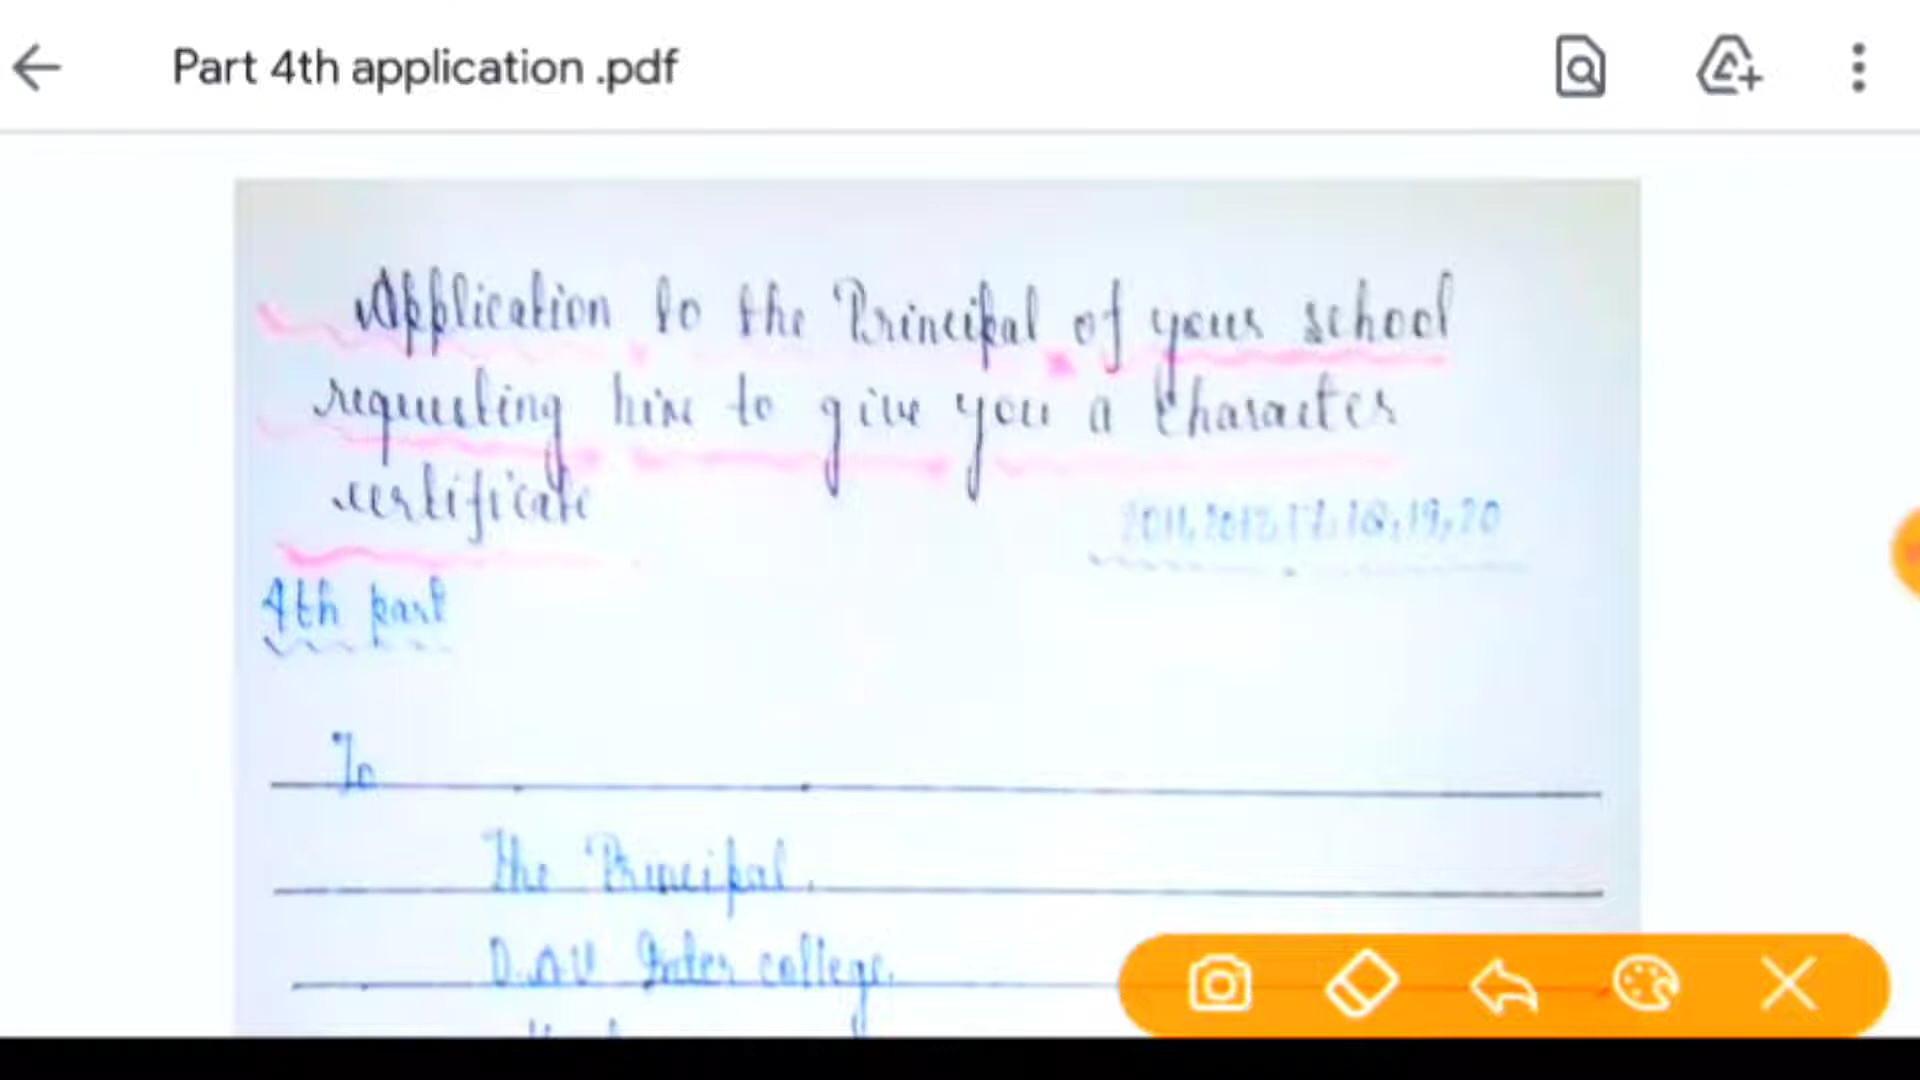 Part 4th application .pdf
Application to the Principal of your school
requesting him to give you a Character
certificate
2011, 2012, 17, 18, 19, 20
4th part
To
The Principal.
D.A.V Inter college.